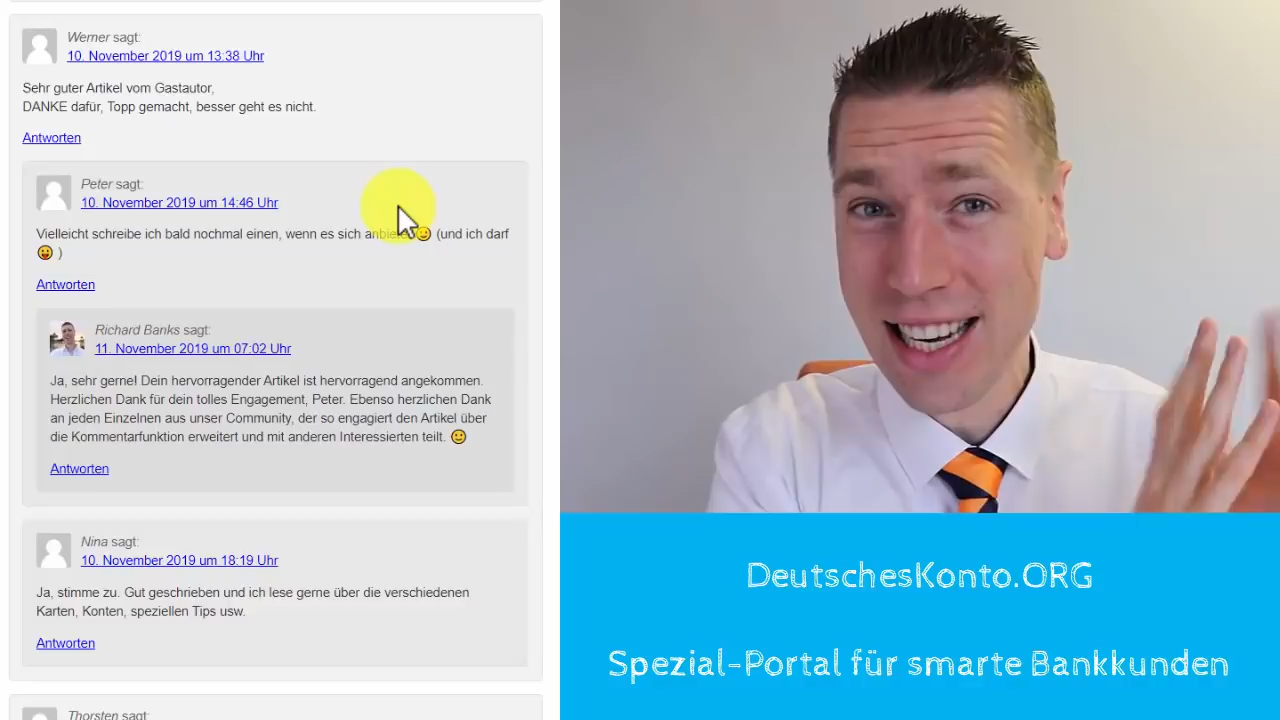 Werner sagt:
10. November 2019 um 13:38 Uhr
Sehr guter Artikel vom Gastautor,
DANKE dafür, Topp gemacht, besser geht es nicht.
Antworten
Peter sagt:
10. November 2019 um 14:46 Uhr
Vielleicht schreibe ich bald nochmal einen, wenn es sich (und ich darf
)
Antworten
Richard Banks sagt:
11. November 2019 um 07:02 Uhr
Ja, sehr gerne! Dein hervorragender Artikel ist hervorragend angekommen.
Herzlichen Dank für dein tolles Engagement, Peter. Ebenso herzlichen Dank
an jeden Einzelnen aus unser Community, der so engagiert den Artikel über
die Kommentarfunktion erweitert und mit anderen Interessierten teilt.
Antworten
Nina sagt:
10. November 2019 um 18:19 Uhr
Ja, stimme zu. Gut geschrieben und ich lese gerne über die verschiedenen
Karten, Konten, speziellen Tips usw.
Antworten
Thorsten sagt:
DeutschesKonto.ORG
Spezial-Portal für smarte Bankkunden